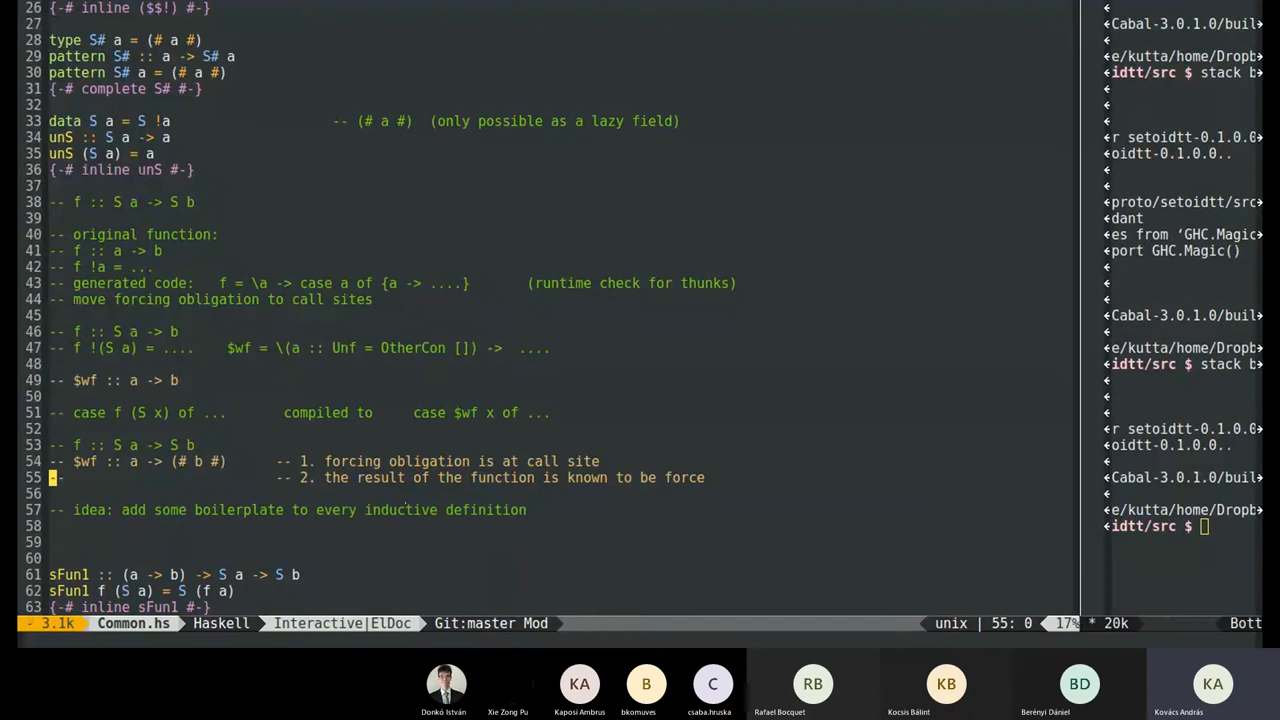 26 {-# inline ($$!) #-}
27
28 type S# a = (# a #)
29 pattern S# :: a -> S# a
30 pattern S# a = (# a #)
31 {-# complete S# #-}
32
33 data S a = S !a                    -- (# a #)  (only possible as a lazy field)
34 unS :: S a -> a
35 unS (S a) = a
36 {-# inline unS #-}
37
38 -- f :: S a -> S b
39
40 -- original function:
41 -- f :: a -> b
42 -- f !a = ...
43 -- generated code:   f = \a -> case a of {a -> ....}       (runtime check for thunks)
44 -- move forcing obligation to call sites
45
46 -- f :: S a -> b
47 -- f !(S a) = ....    $wf = \(a :: Unf = OtherCon []) ->  ....
48
49 -- $wf :: a -> b
50
51 -- case f (S x) of ...       compiled to     case $wf x of ...
52
53 -- f :: S a -> S b
54 -- $wf :: a -> (# b #)      -- 1. forcing obligation is at call site
55 --                          -- 2. the result of the function is known to be force
56
57 -- idea: add some boilerplate to every inductive definition
58
59
60
61 sFun1 :: (a -> b) -> S a -> S b
62 sFun1 f (S a) = S (f a)
63 {-# inline sFun1 #-}
- 3.1k Common.hs Haskell Interactive|ElDoc Git:master Mod unix | 55: 0 17% * 20k Bott
Cabal-3.0.1.0/buil
e/kutta/home/Dropb
idtt/src $ stack b
r setoidtt-0.1.0.0
oidtt-0.1.0.0..
proto/setoidtt/src
dant
es from ‘GHC.Magic
port GHC.Magic()
Cabal-3.0.1.0/buil
e/kutta/home/Dropb
idtt/src $ stack b
r setoidtt-0.1.0.0
oidtt-0.1.0.0..
Cabal-3.0.1.0/buil
e/kutta/home/Dropb
idtt/src $
KA B C RB KB BD KA
Donkó István Xie Zong Pu Kaposi Ambrus bkomuves csaba.hruska Rafael Bocquet Kocsis Bálint Berényi Dániel Kovács András